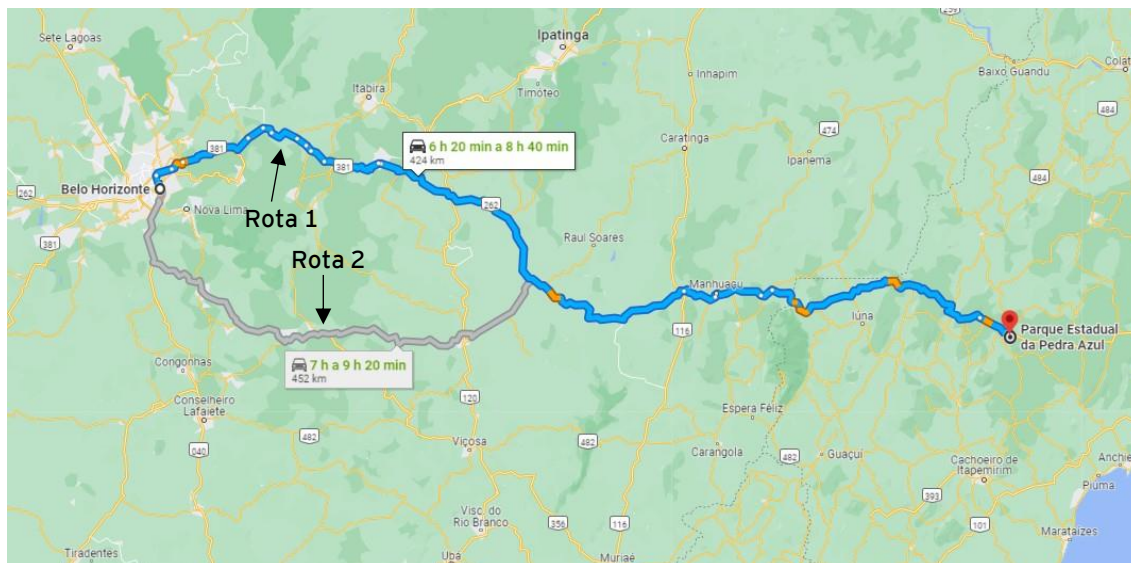 259
Sete Lagoas
Ipatinga
Inhapim
Baixo Guandu
Colat
Itabira
Timóteo
484
381
6 h 20 min a 8 h 40 min
424 km
Caratinga
474
Ipanema
381
262
Belo Horizonte
484
262
Nova Lima
Rota 1
Raul Soares
381
Rota 2
Manhuaçu
116
Iúna
Parque Estadual
da Pedra Azul
7 h a 9 h 20 min
452 km
Congonhas
120
Conselheiro
Lafaiete
Espera Feliz
482
Viçosa
482
Carangola
482
Guaçuí
040
Cachoeiro de
Itapemirim
Anchie
Piúma
393
Visc. do
Rio Branco
356
116
101
Marataízes
Tiradentes
Ubá
Muriaé